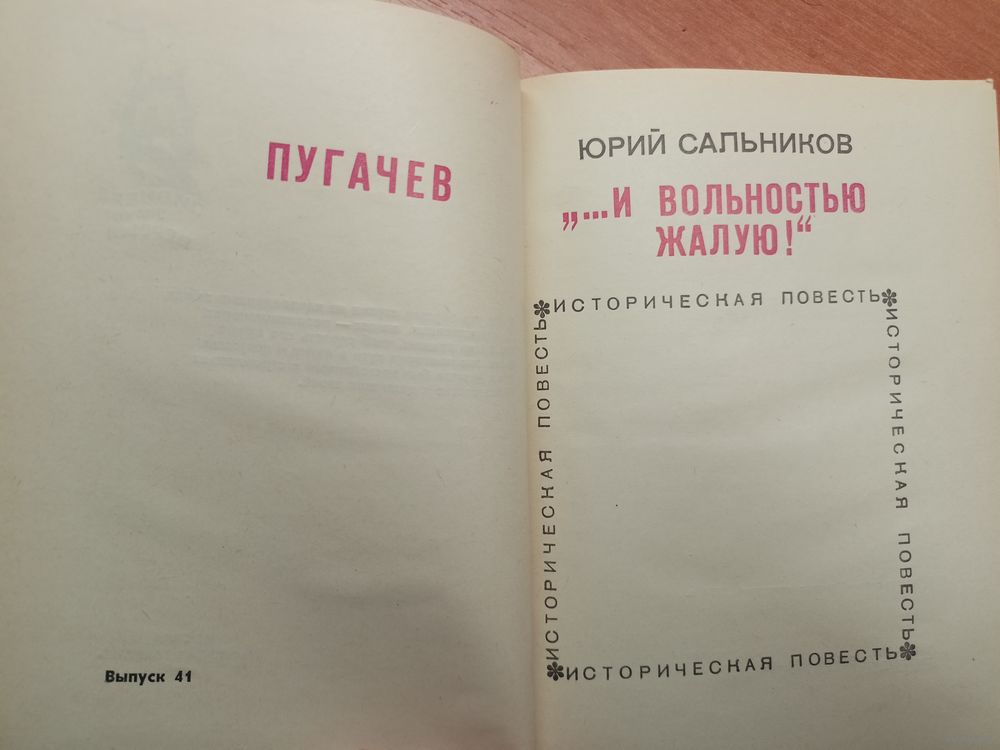 ПУГАЧЕВ
Выпуск 41
ЮРИЙ САЛЬНИКОВ
„...И ВОЛЬНОСТЬЮ
ЖАЛУЮ!“
ИСТОРИЧЕСКАЯ ПОВЕСТЬ
ИСТОРИЧЕСКАЯ ПОВЕСТЬ
ИСТОРИЧЕСКАЯ ПОВЕСТЬ
ИСТОРИЧЕСКАЯ ПОВЕСТЬ